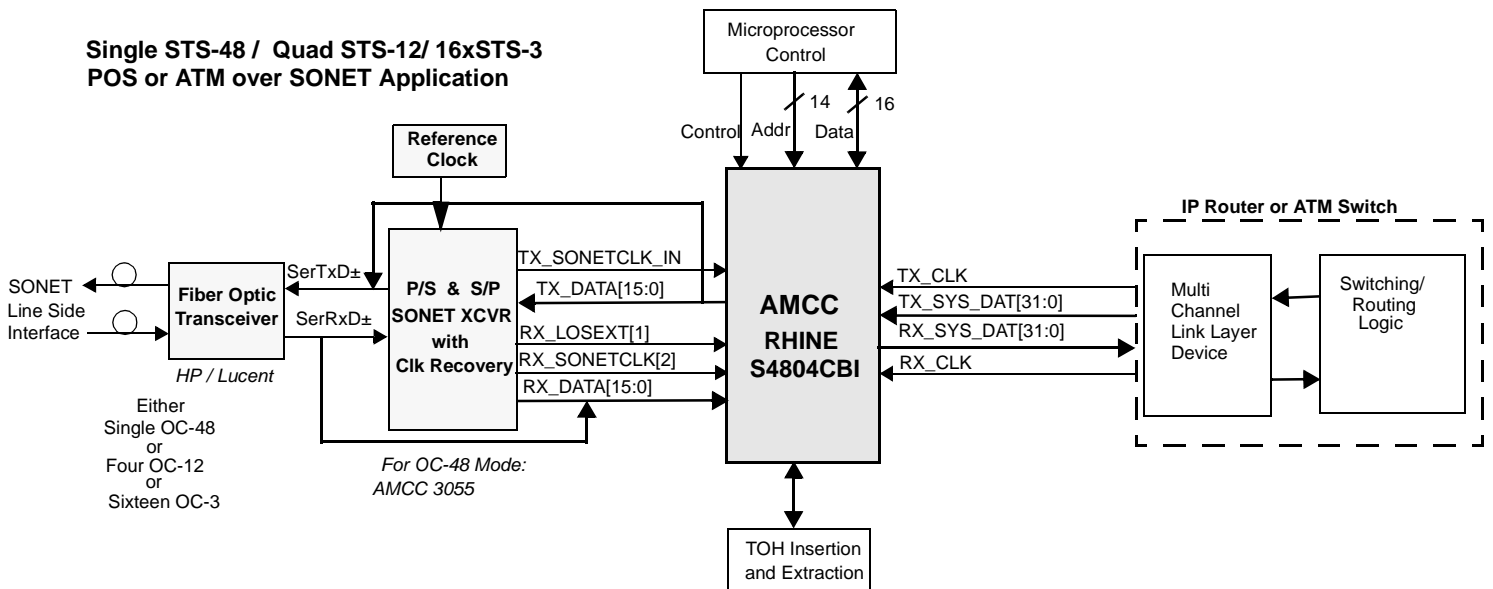 Single STS-48 / Quad STS-12/ 16xSTS-3
POS or ATM over SONET Application
Microprocessor
Control
14
16
Control
Addr
Data
Reference
Clock
IP Router or ATM Switch
SONET
Line Side
Interface
Fiber Optic
Transceiver
HP / Lucent
Either
Single OC-48
or
Four OC-12
or
Sixteen OC-3
SerTxD±
SerRxD±
P/S & S/P
SONET XCVR
with
Clk Recovery
For OC-48 Mode:
AMCC 3055
TX_SONETCLK_IN
TX_DATA[15:0]
RX_LOSEXT[1]
RX_SONETCLK[2]
RX_DATA[15:0]
AMCC
RHINE
S4804CBI
TX_CLK
TX_SYS_DAT[31:0]
RX_SYS_DAT[31:0]
RX_CLK
Multi
Channel
Link Layer
Device
Switching/
Routing
Logic
TOH Insertion
and Extraction